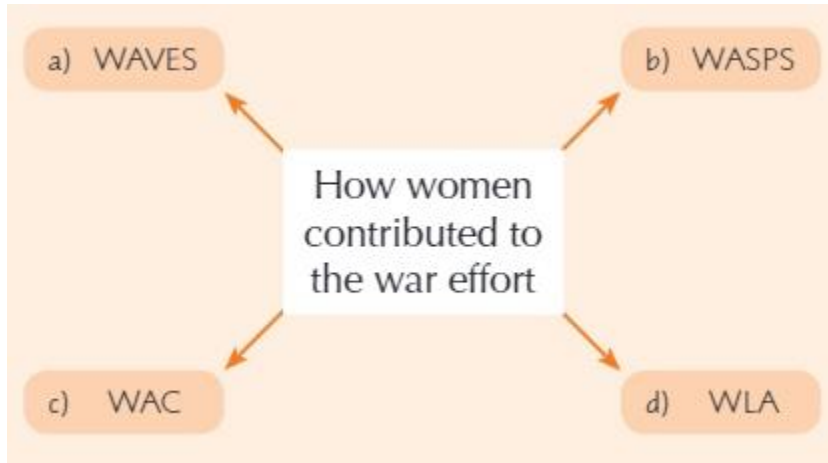 a) WAVES
b) WASPS
How women
contributed to
the war effort
c) WAC
d) WLA